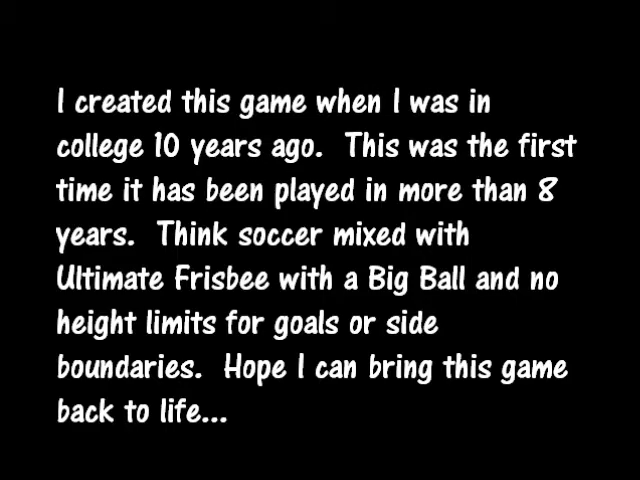 I created this game when I was in
college 10 years ago.  This was the first
time it has been played in more than 8
years.  Think soccer mixed with
Ultimate Frisbee with a Big Ball and no
height limits for goals or side
boundaries.  Hope I can bring this game
back to life...